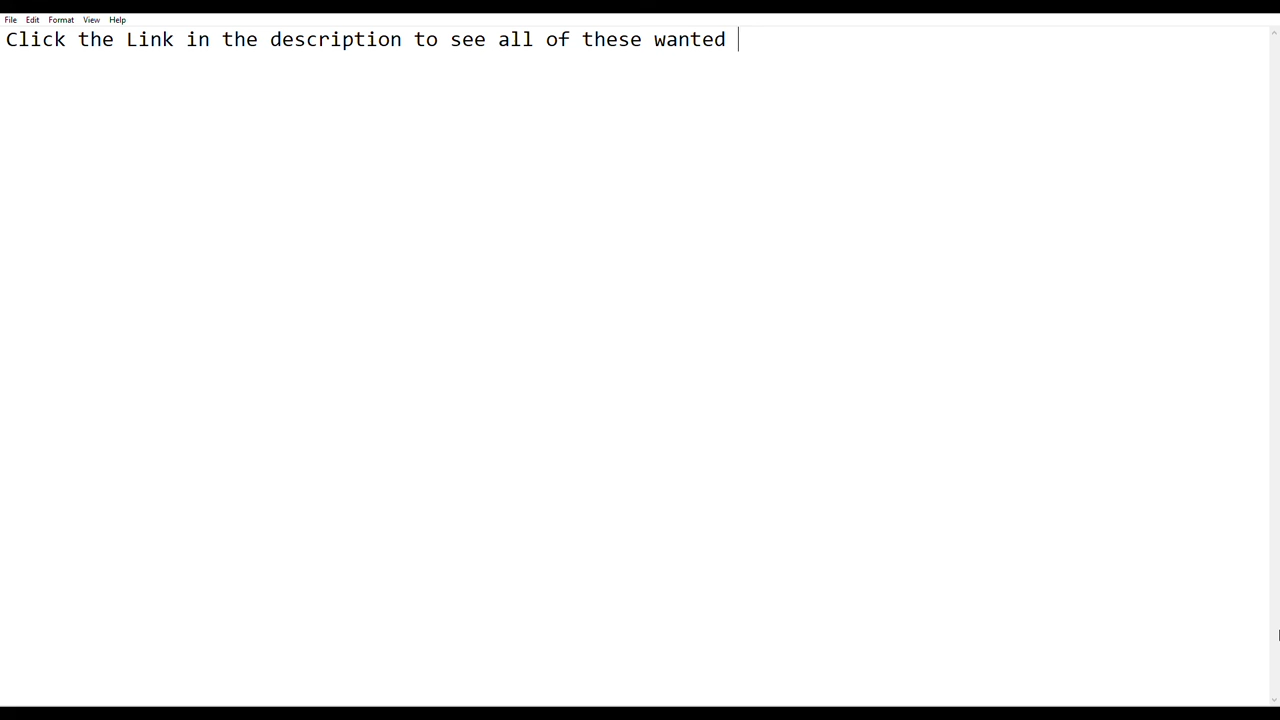 File Edit Format View Help
Click the Link in the description to see all of these wanted